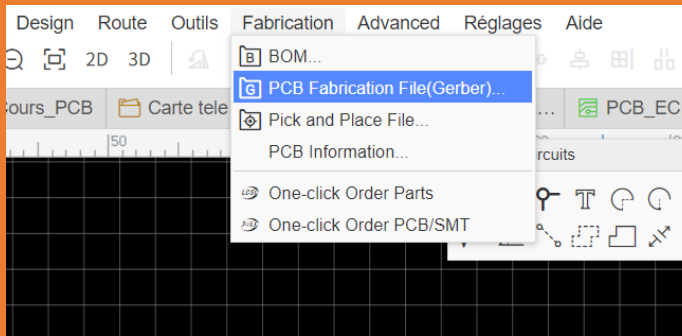 Design Route Outils Fabrication Advanced Réglages Aide
2D 3D
BOM...
PCB Fabrication File(Gerber)...
Cours_PCB Carte tele ... PCB_EC
Pick and Place File...
50
PCB Information...
rcuits
One-click Order Parts
One-click Order PCB/SMT